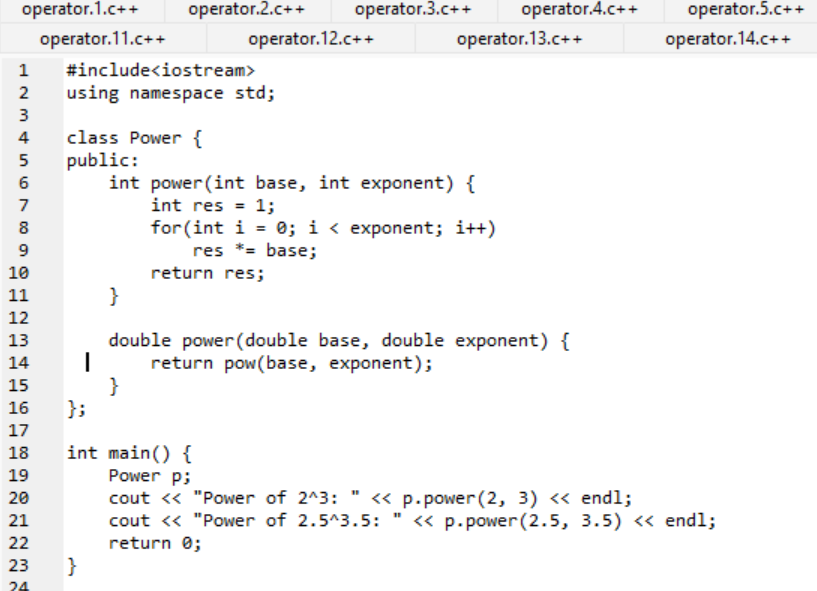 operator.1.c++ operator.2.c++ operator.3.c++ operator.4.c++ operator.5.c++
operator.11.c++ operator.12.c++ operator.13.c++ operator.14.c++
1 #include<iostream>
2 using namespace std;
3
4 class Power {
5 public:
6     int power(int base, int exponent) {
7         int res = 1;
8         for(int i = 0; i < exponent; i++)
9             res *= base;
10         return res;
11     }
12
13     double power(double base, double exponent) {
14         return pow(base, exponent);
15     }
16 };
17
18 int main() {
19     Power p;
20     cout << "Power of 2^3: " << p.power(2, 3) << endl;
21     cout << "Power of 2.5^3.5: " << p.power(2.5, 3.5) << endl;
22     return 0;
23 }
24